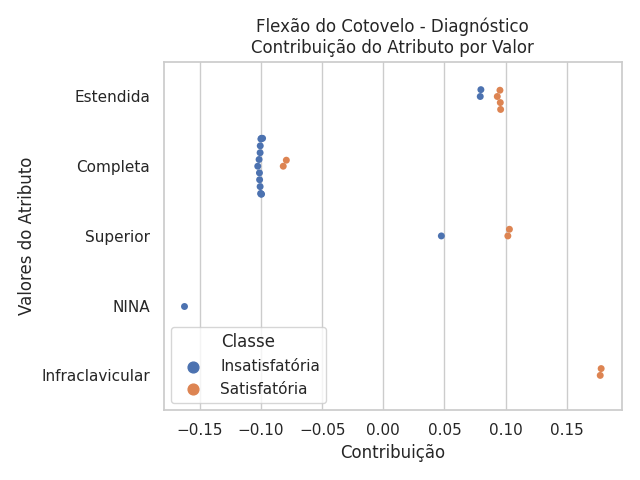 Flexão do Cotovelo - Diagnóstico
Contribuição do Atributo por Valor
Valores do Atributo
Estendida
Completa
Superior
NINA
Infraclavicular
Classe
Insatisfatória
Satisfatória
−0.15 −0.10 −0.05 0.00 0.05 0.10 0.15
Contribuição